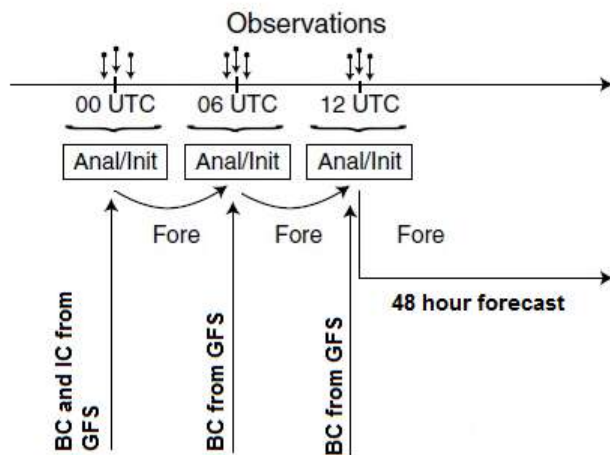 Observations
00 UTC
06 UTC
12 UTC
Anal/Init
Anal/Init
Anal/Init
Fore
Fore
Fore
48 hour forecast
BC and IC from
GFS
BC from GFS
BC from GFS